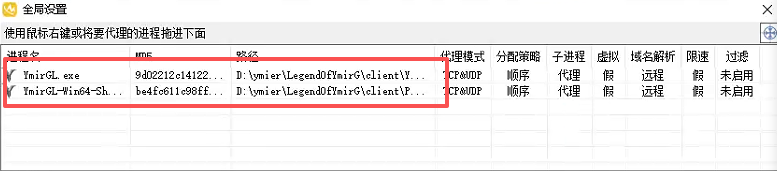 全局设置
使用鼠标右键或将要代理的进程拖进下面
进程名 MD5 路径 代理模式 分配策略 子进程 虚拟 域名解析 限速 过滤
YmirGL.exe 9d02212c14122... D:\ymier\LegendOfYmirG\client\Y... TCP&UDP 顺序 代理 假 远程 假 未启用
YmirGL-Win64-Sh... be4fc611c98ff... D:\ymier\LegendOfYmirG\client\P... TCP&UDP 顺序 代理 假 远程 假 未启用